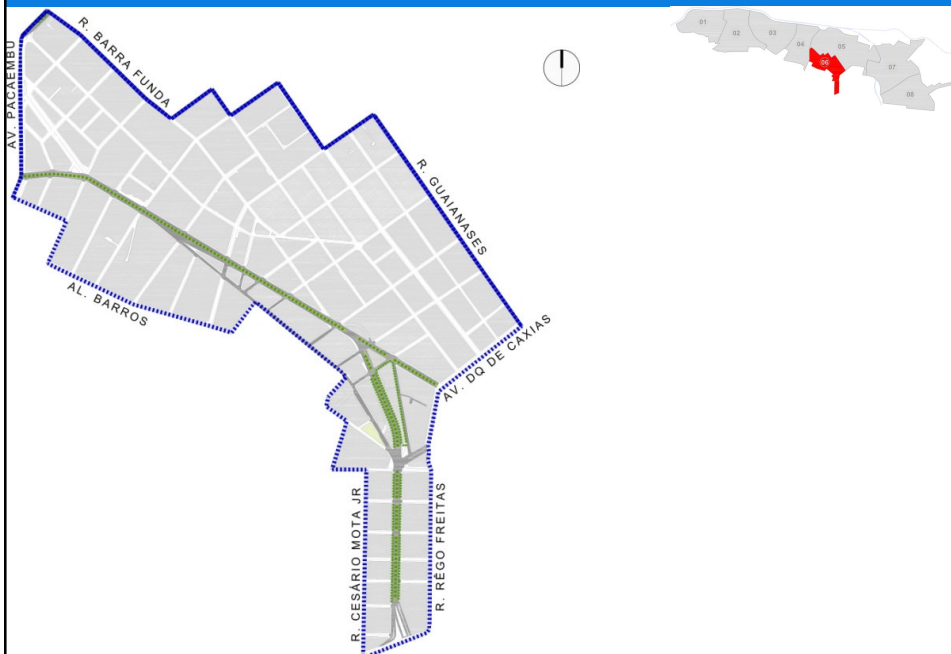 R. BARRA FUNDA
AV. PACAEMBU
R. GUAIANASES
AL. BARROS
AV. DQ DE CAXIAS
R. CESÁRIO MOTA JR
R. RÊGO FREITAS
01
02
03
04
05
06
07
08